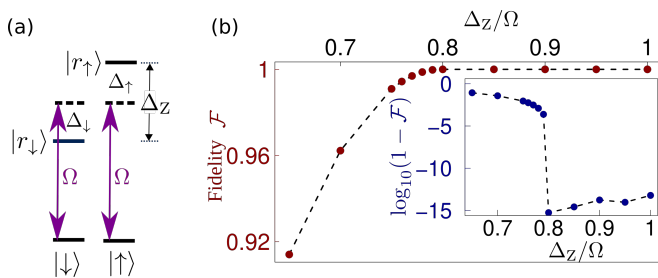 (a)
|r↑⟩
Δ↑
Δ_Z
Δ↓
|r↓⟩
Ω
Ω
|↓⟩
|↑⟩
(b)
Δ_Z/Ω
0.7
0.8
0.9
1
Fidelity ℱ
1
0.96
0.92
log₁₀(1 − ℱ)
0
−5
−10
−15
0.7
0.8
0.9
1
Δ_Z/Ω